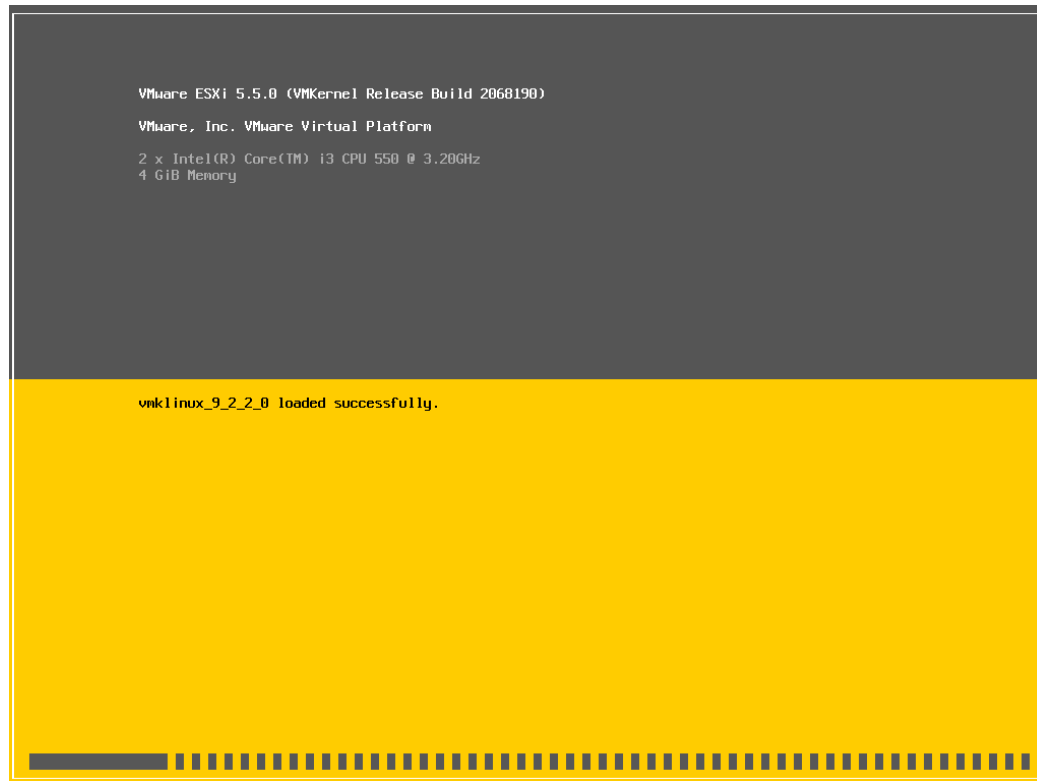 VMware ESXi 5.5.0 (VMKernel Release Build 2068190)
VMware, Inc. VMware Virtual Platform
2 x Intel(R) Core(TM) i3 CPU 550 @ 3.20GHz
4 GiB Memory
vmklinux_9_2_2_0 loaded successfully.